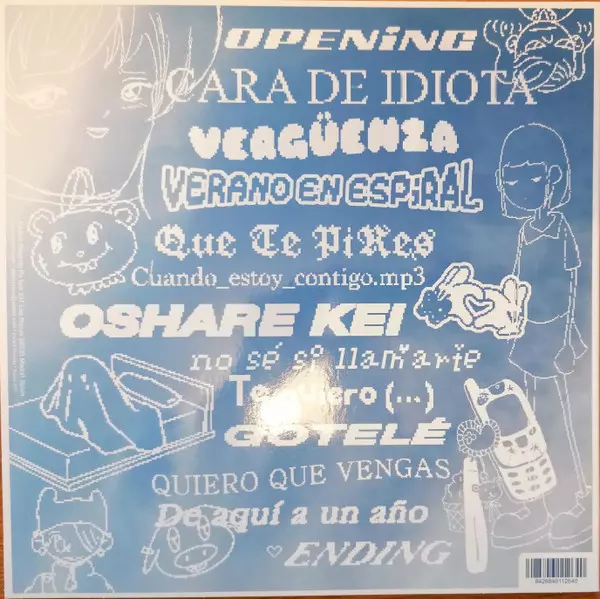 OPENiNG
CARA DE IDIOTA
VERGÜENZA
VERANO EN ESPiRAL
Que Te PiRes
Cuando_estoy_contigo.mp3
OSHARE KEI
no sé si llamarte
Te quiero (...)
GOTELÉ
QUIERO QUE VENGAS
De aquí a un año
ENDING